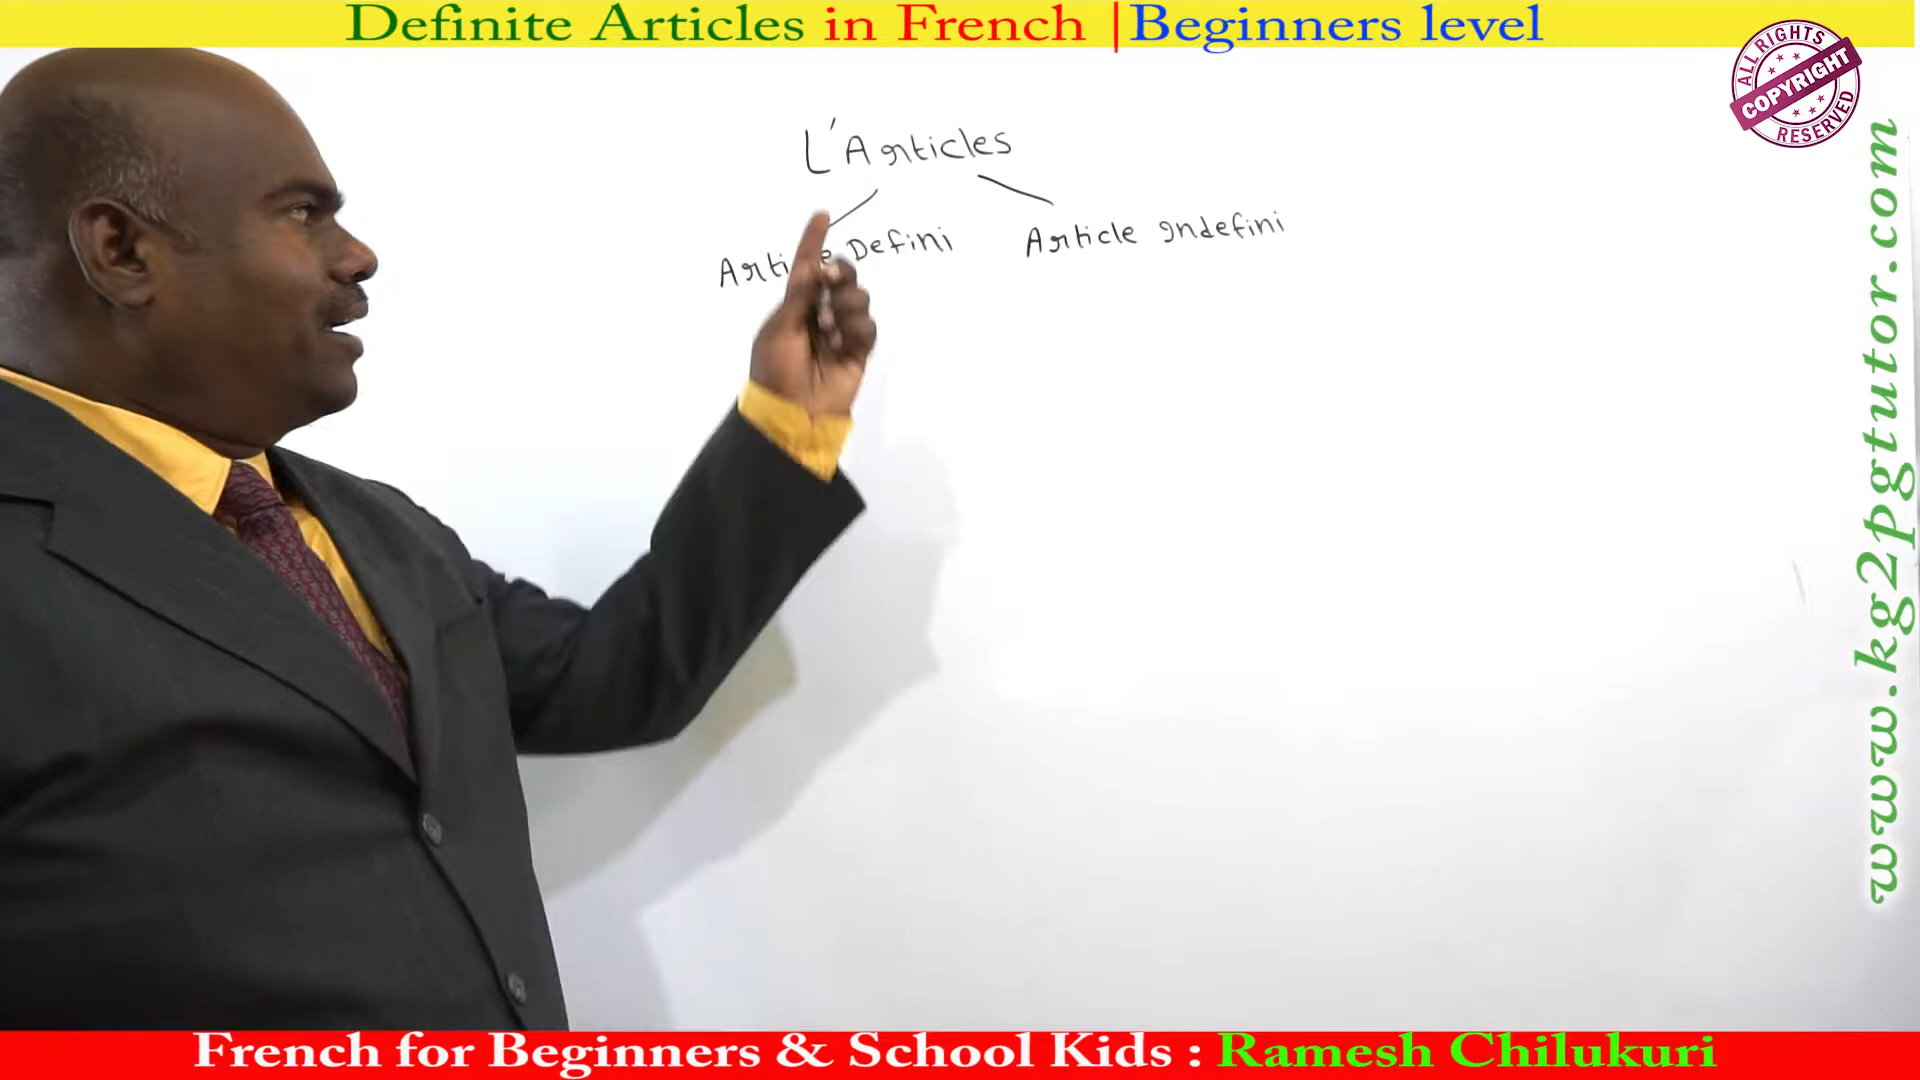 Definite Articles in French |Beginners level
ALL RIGHTS
COPYRIGHT
RESERVED
L'Articles
Article Defini Article Indefini
www.kg2pgtutor.com
French for Beginners & School Kids : Ramesh Chilukuri